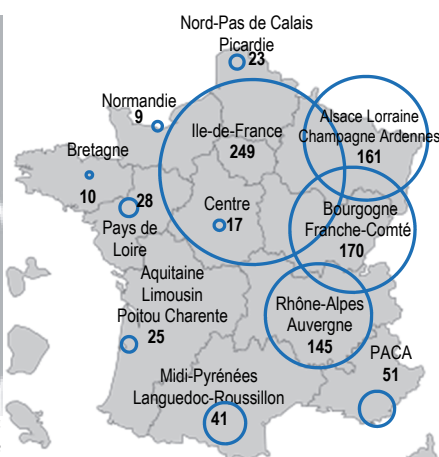 Nord-Pas de Calais
Picardie
23
Normandie
9
Ile-de-France
249
Alsace Lorraine
Champagne Ardennes
161
Bretagne
10
28
Pays de
Loire
Centre
17
Bourgogne
Franche-Comté
170
Aquitaine
Limousin
Poitou Charente
25
Rhône-Alpes
Auvergne
145
PACA
51
Midi-Pyrénées
Languedoc-Roussillon
41